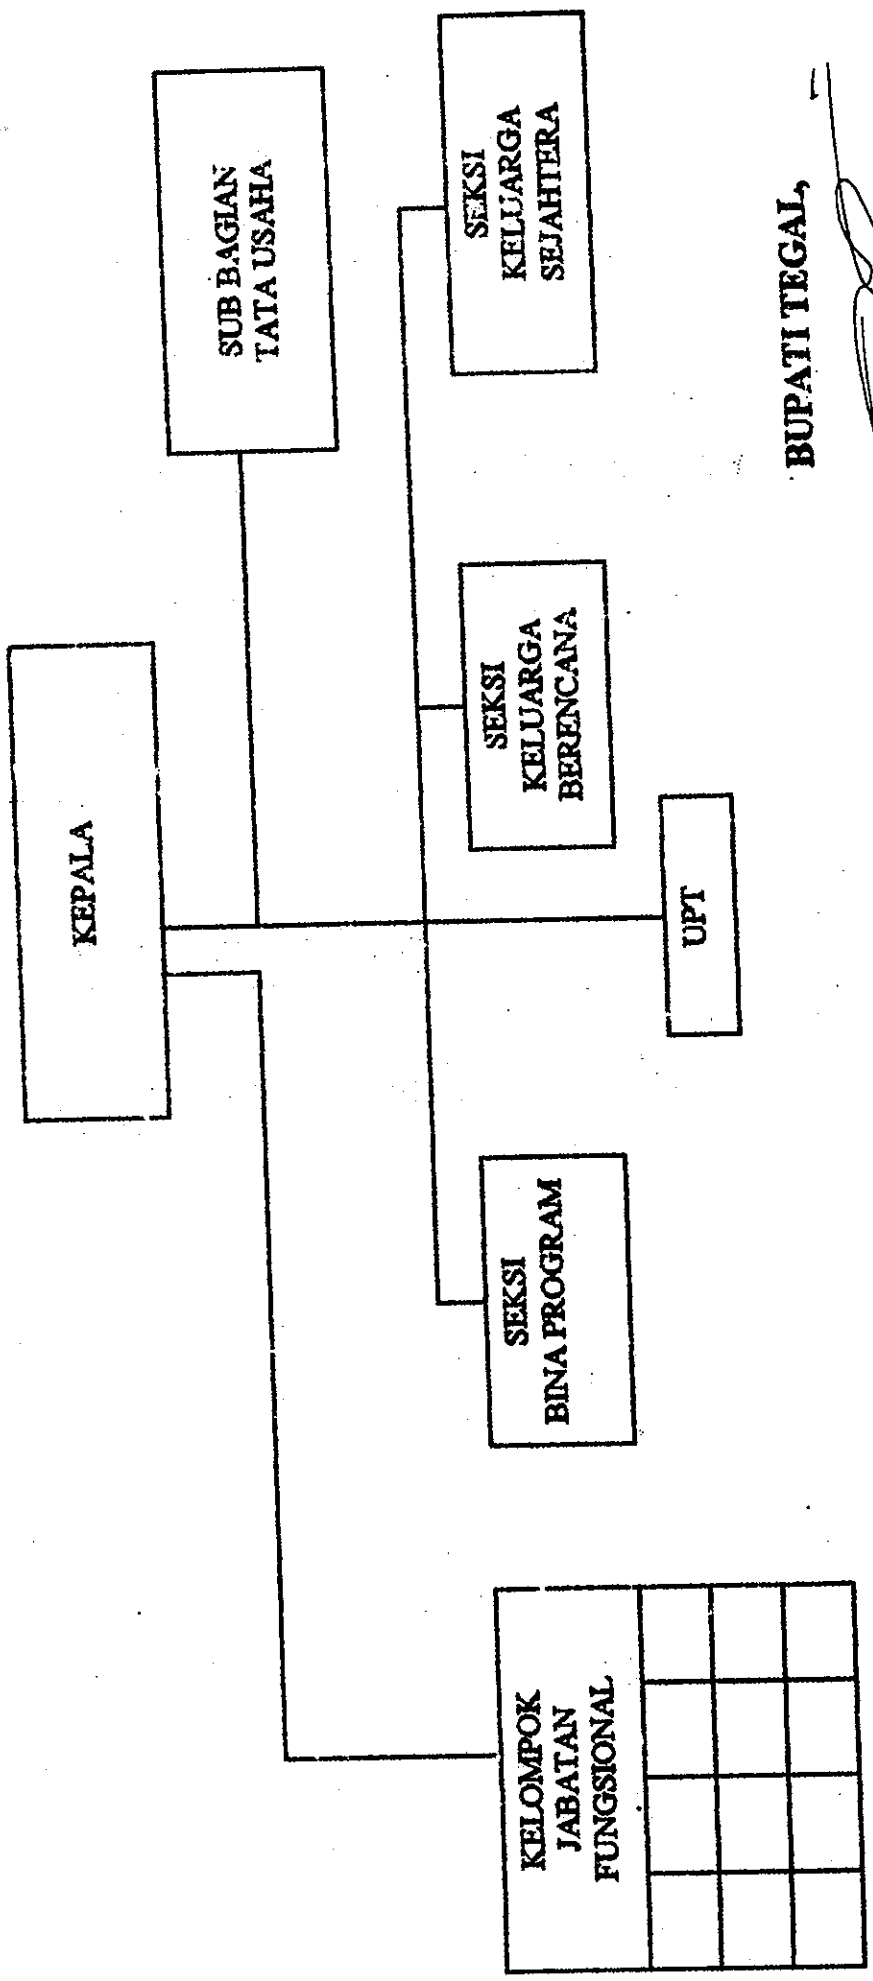 KEPALA
SUB BAGIAN
TATA USAHA
KELOMPOK
JABATAN
FUNGSIONAL
SEKSI
BINA PROGRAM
SEKSI
KELUARGA
BERENCANA
SEKSI
KELUARGA
SEJAHTERA
UPT
BUPATI TEGAL,